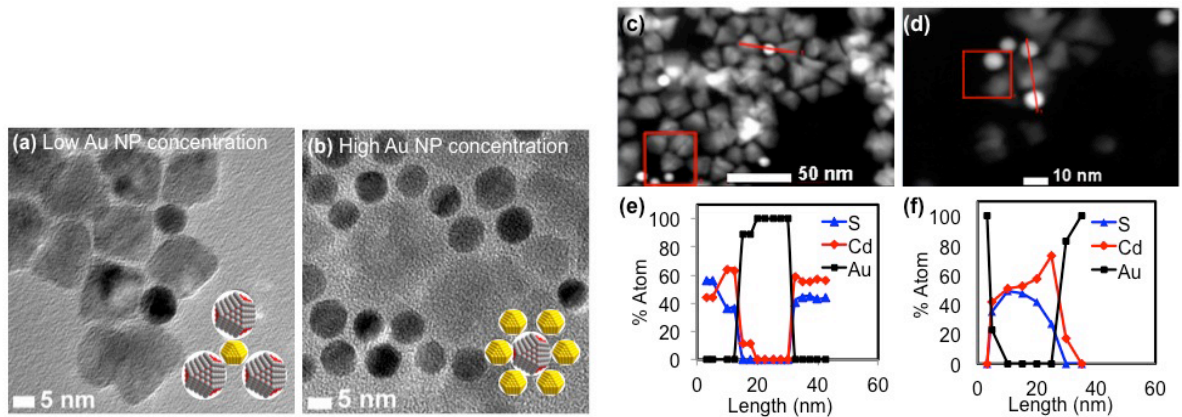 (a) Low Au NP concentration
5 nm
(b) High Au NP concentration
5 nm
(c)
50 nm
(d)
10 nm
(e)
100
80
60
40
20
0
% Atom
S
Cd
Au
0
20
40
60
Length (nm)
(f)
100
80
60
40
20
0
% Atom
S
Cd
Au
0
20
40
60
Length (nm)